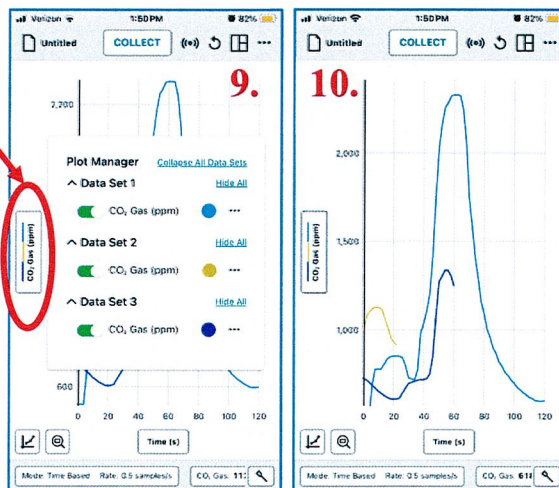 Verizon 1:50 PM 82%
Untitled COLLECT
9.
2,200
Plot Manager Collapse All Data Sets
Data Set 1 Hide All
CO₂ Gas (ppm)
Data Set 2 Hide All
CO₂ Gas (ppm)
Data Set 3 Hide All
CO₂ Gas (ppm)
CO₂ Gas (ppm)
600
0 20 40 60 80 100 120
Time (s)
Mode: Time Based Rate: 0.5 samples/s CO₂ Gas:
Verizon 1:50 PM 82%
Untitled COLLECT
10.
2,000
1,500
CO₂ Gas (ppm)
1,000
0 20 40 60 80 100 120
Time (s)
Mode: Time Based Rate: 0.5 samples/s CO₂ Gas: